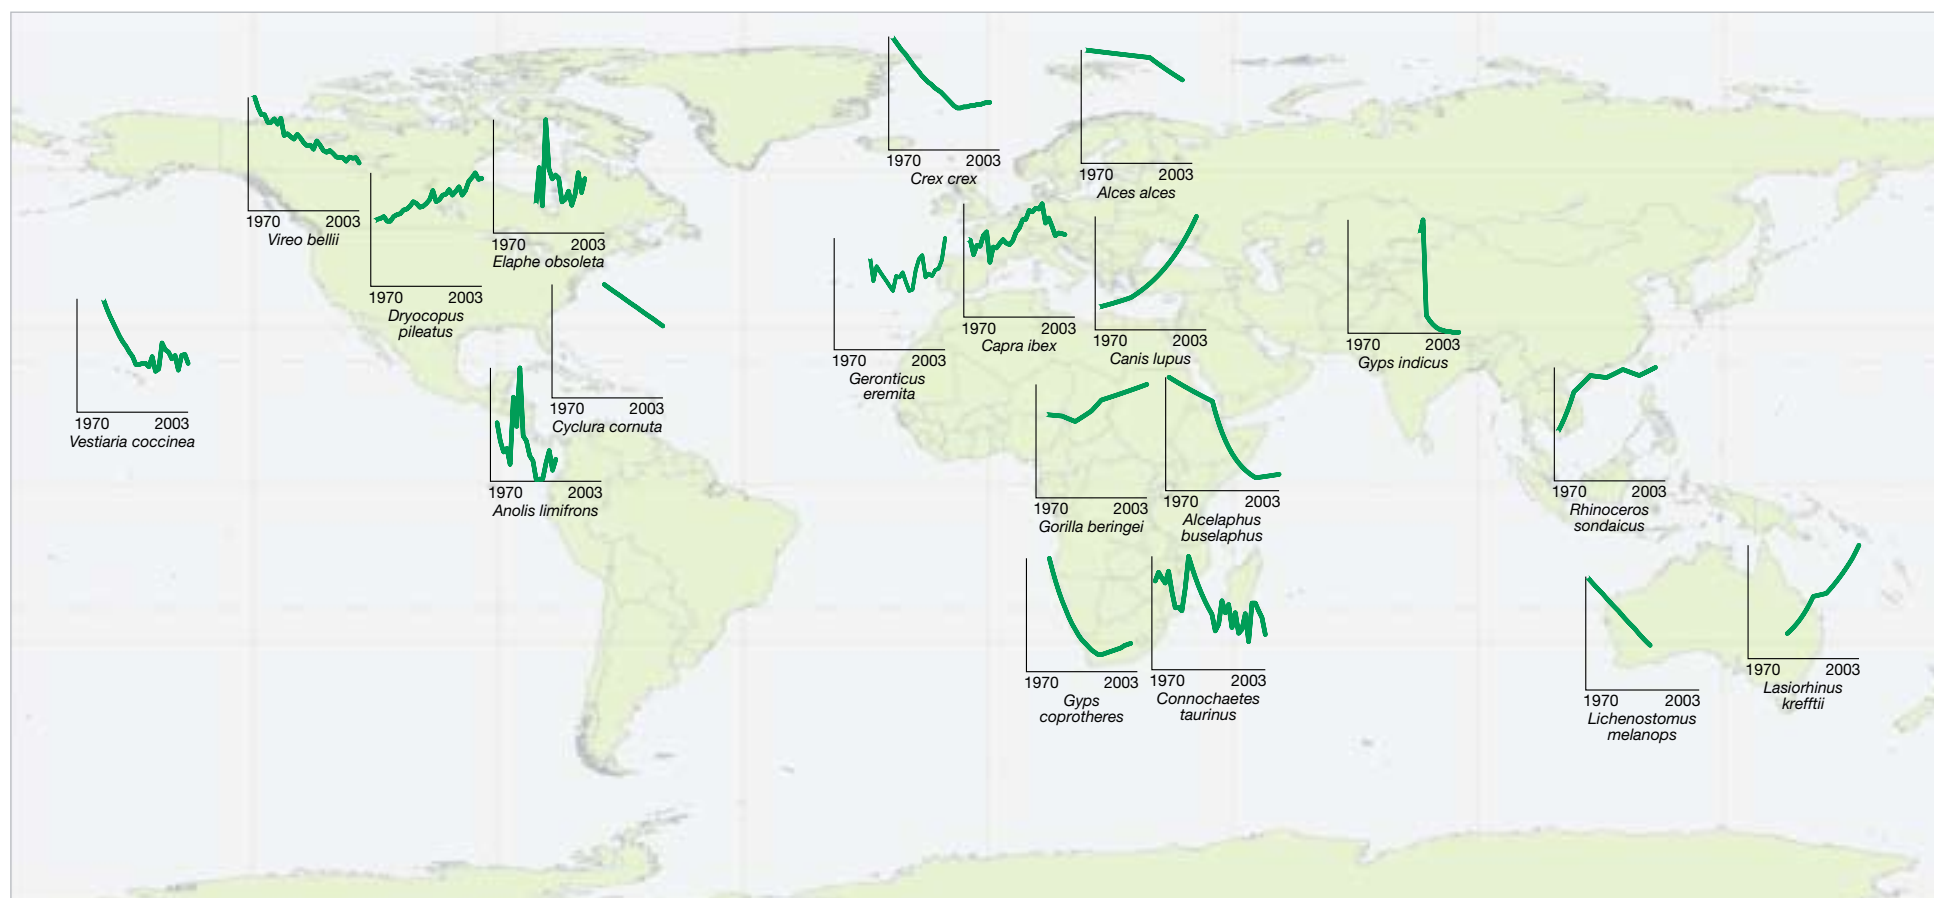 1970 2003
Crex crex
1970 2003
Alces alces
1970 2003
Vireo bellii
1970 2003
Elaphe obsoleta
1970 2003
Dryocopus
pileatus
1970 2003
Capra ibex
1970 2003
Canis lupus
1970 2003
Gyps indicus
1970 2003
Geronticus
eremita
1970 2003
Vestiaria coccinea
1970 2003
Cyclura cornuta
1970 2003
Anolis limifrons
1970 2003
Gorilla beringei
1970 2003
Alcelaphus
buselaphus
1970 2003
Rhinoceros
sondaicus
1970 2003
Gyps
coprotheres
1970 2003
Connochaetes
taurinus
1970 2003
Lichenostomus
melanops
1970 2003
Lasiorhinus
krefftii